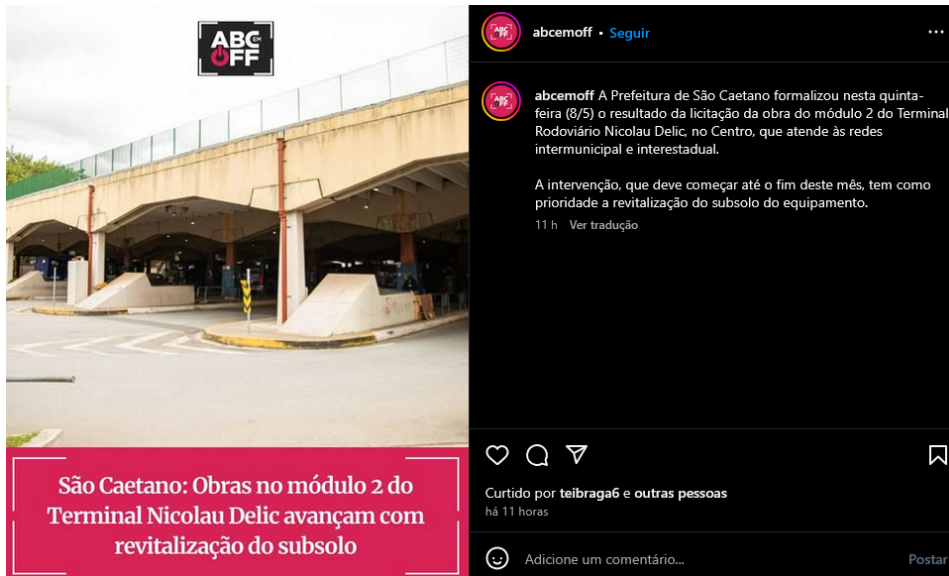 ABC EM
OFF
São Caetano: Obras no módulo 2 do
Terminal Nicolau Delic avançam com
revitalização do subsolo
abcemoff • Seguir
abcemoff A Prefeitura de São Caetano formalizou nesta quinta-
feira (8/5) o resultado da licitação da obra do módulo 2 do Terminal
Rodoviário Nicolau Delic, no Centro, que atende às redes
intermunicipal e interestadual.
A intervenção, que deve começar até o fim deste mês, tem como
prioridade a revitalização do subsolo do equipamento.
11 h Ver tradução
Curtido por teibraga6 e outras pessoas
há 11 horas
Adicione um comentário... Postar